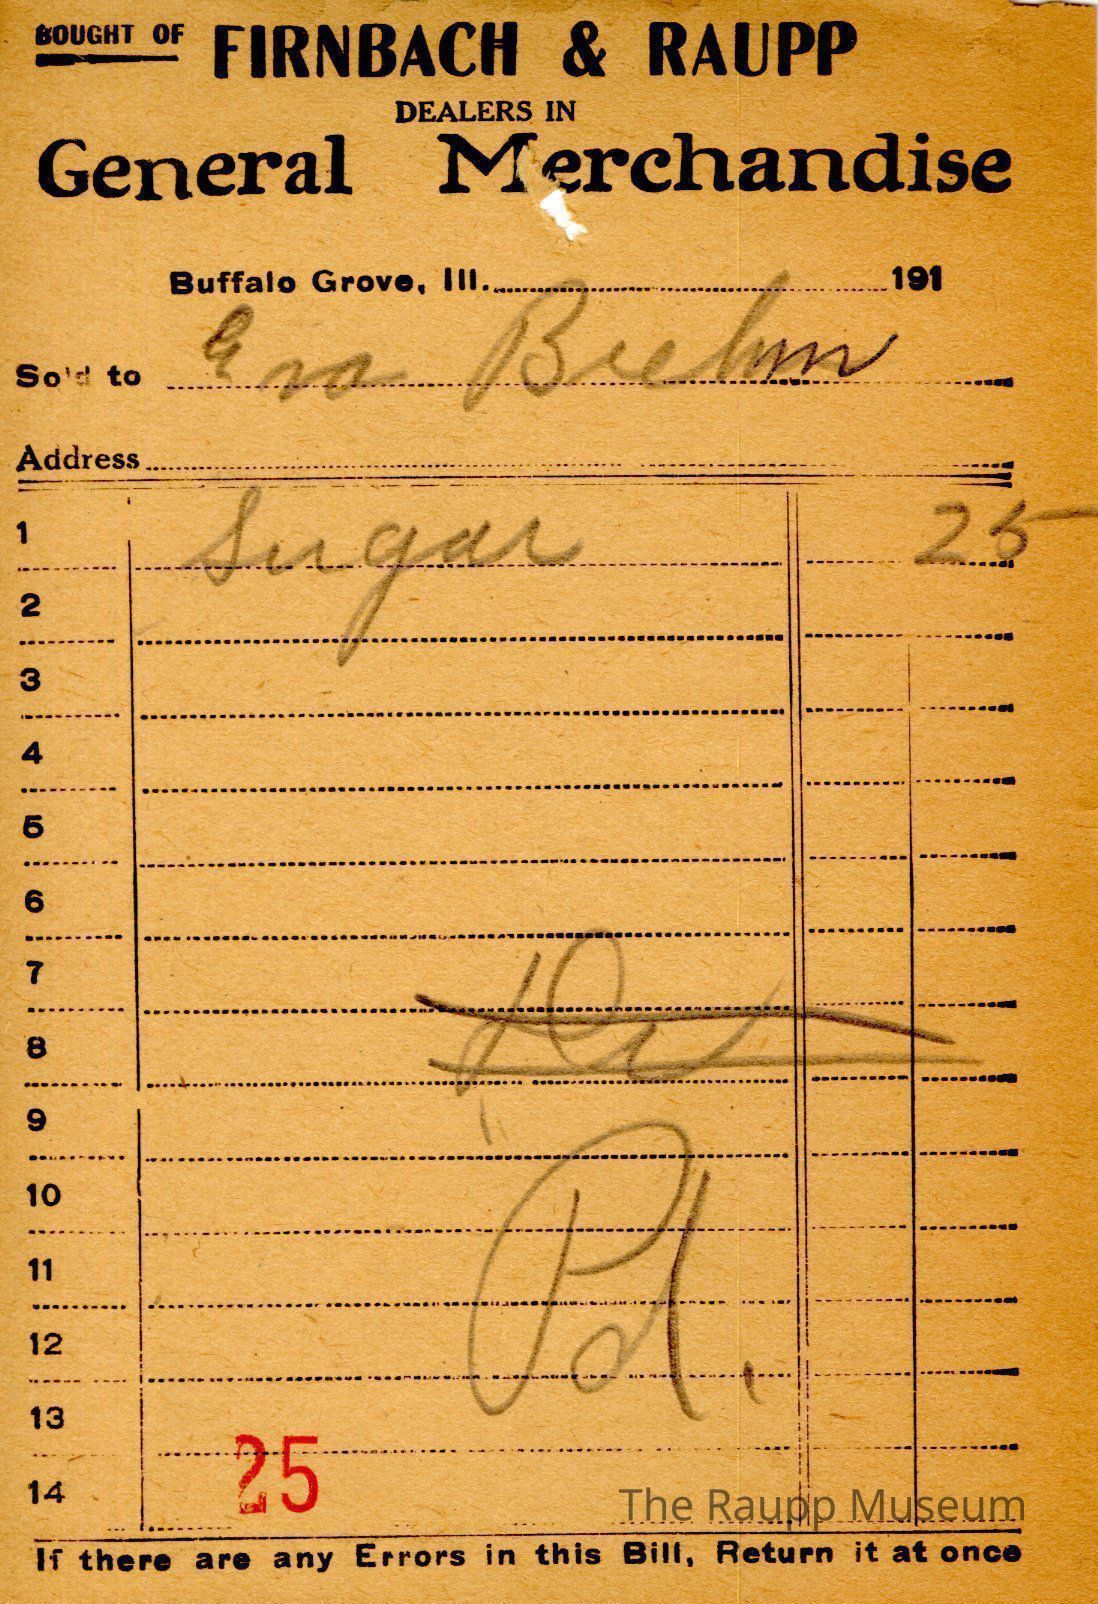 BOUGHT OF FIRNBACH & RAUPP
DEALERS IN
General Merchandise
Buffalo Grove, Ill. 191
Sold to Eva Brehm
Address
1 Sugar 25
2
3
4
5
6
7
8
9
10
11
12
Pd.
13
14 25
The Raupp Museum
If there are any Errors in this Bill, Return it at once